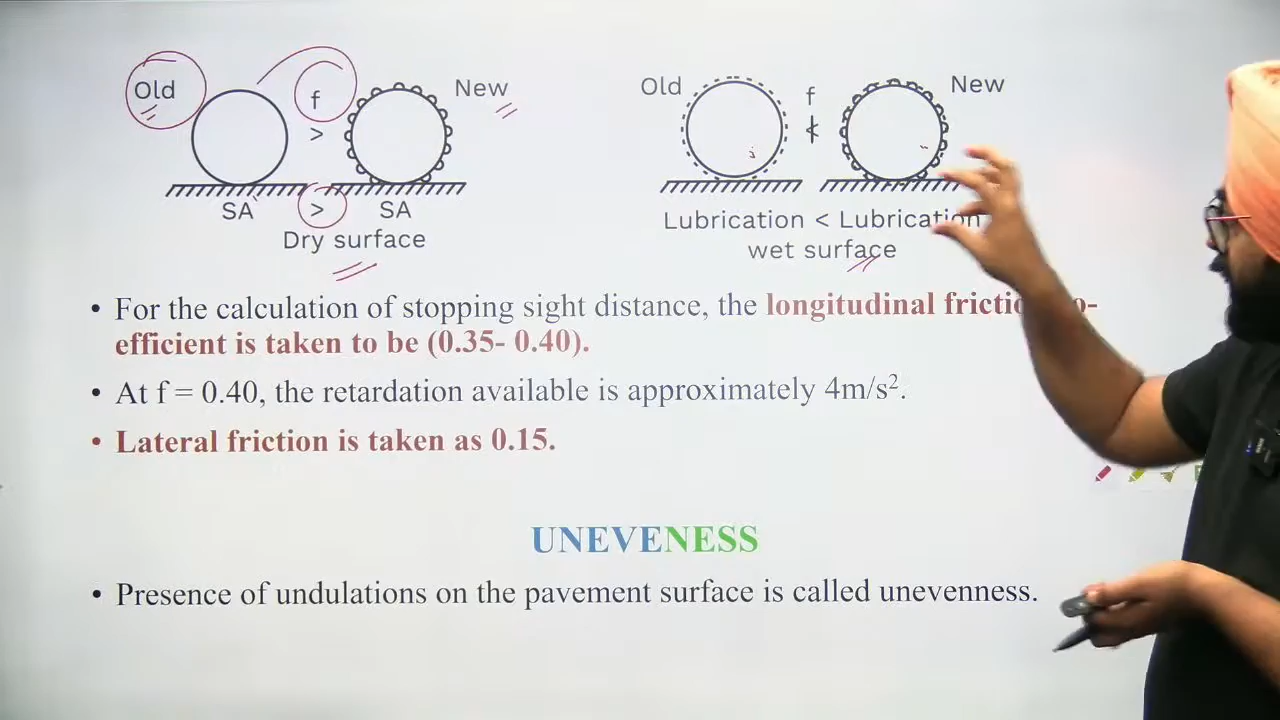 Old f New
>
SA > SA
Dry surface
Old f New
Lubrication < Lubrication
wet surface
• For the calculation of stopping sight distance, the longitudinal
efficient is taken to be (0.35- 0.40).
• At f = 0.40, the retardation available is approximately 4m/s².
• Lateral friction is taken as 0.15.
UNEVENESS
• Presence of undulations on the pavement surface is called unevenness.